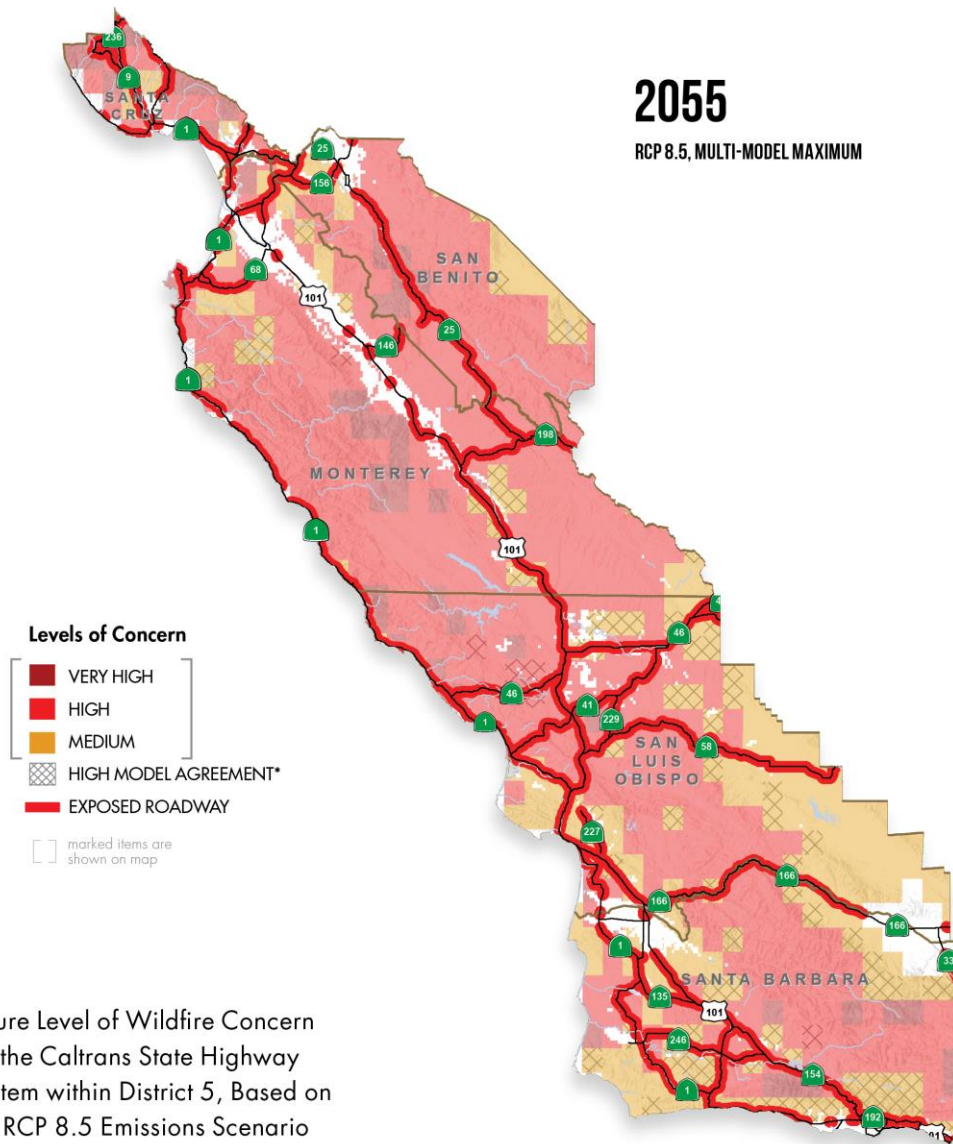 2055
RCP 8.5, MULTI-MODEL MAXIMUM
236
9
SANTA
CRUZ
1
25
156
1
68
SAN
BENITO
101
25
146
1
198
MONTEREY
1
101
Levels of Concern
VERY HIGH
HIGH
MEDIUM
HIGH MODEL AGREEMENT*
EXPOSED ROADWAY
marked items are
shown on map
46
46
41
1
229
SAN
LUIS
OBISPO
58
227
166
166
166
1
33
SANTA BARBARA
135
101
246
154
1
192
ure Level of Wildfire Concern
the Caltrans State Highway
tem within District 5, Based on
RCP 8.5 Emissions Scenario